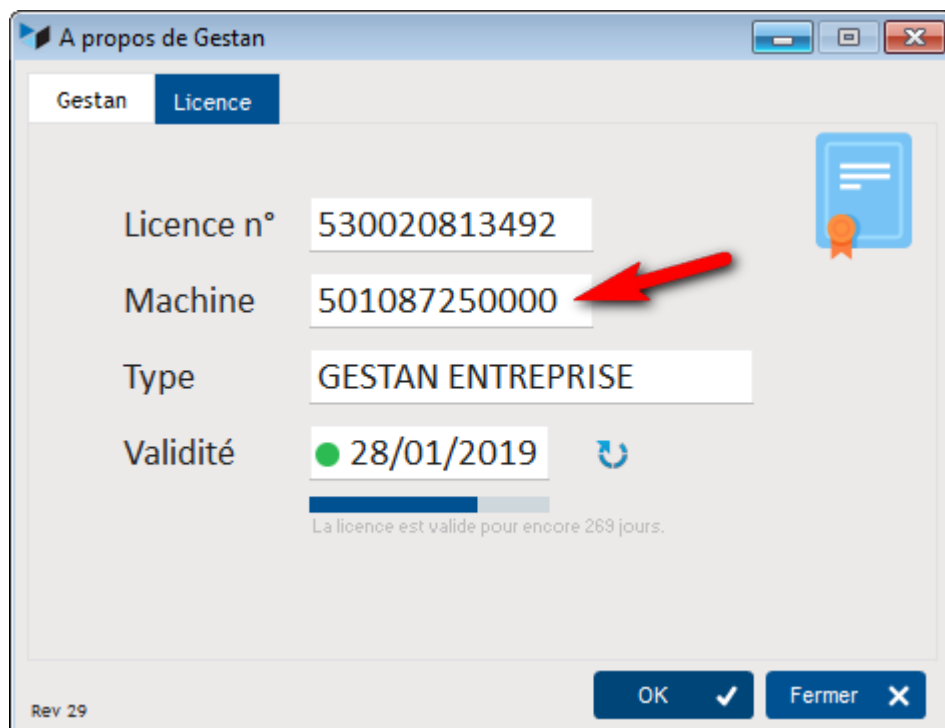 A propos de Gestan
Gestan
Licence
Licence n° 530020813492
Machine 501087250000
Type GESTAN ENTREPRISE
Validité 28/01/2019
La licence est valide pour encore 269 jours.
OK
Fermer
Rev 29